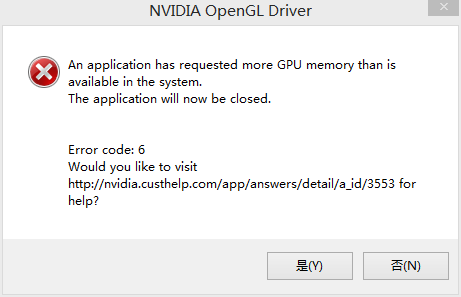 NVIDIA OpenGL Driver
An application has requested more GPU memory than is
available in the system.
The application will now be closed.
Error code: 6
Would you like to visit
http://nvidia.custhelp.com/app/answers/detail/a_id/3553 for
help?
是(Y)
否(N)